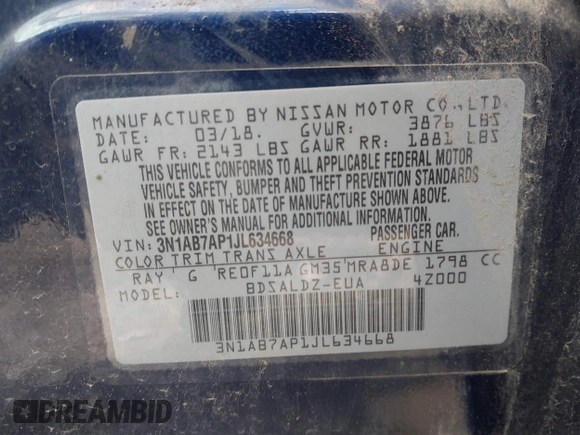 MANUFACTURED BY NISSAN MOTOR CO., LTD.
DATE: 03/18. GVWR: 3876 LBS
GAWR FR: 2143 LBS GAWR RR: 1881 LBS
THIS VEHICLE CONFORMS TO ALL APPLICABLE FEDERAL MOTOR
VEHICLE SAFETY, BUMPER AND THEFT PREVENTION STANDARDS
IN EFFECT ON THE DATE OF MANUFACTURE SHOWN ABOVE.
SEE OWNER'S MANUAL FOR ADDITIONAL INFORMATION.
VIN: 3N1AB7AP1JL634668 PASSENGER CAR.
COLOR TRIM TRANS AXLE ENGINE
RAY G RE0F11A GM35 MRA8DE 1798 CC
MODEL: BDSALDZ-EUA 4Z000
3N1AB7AP1JL634668
DREAMBID